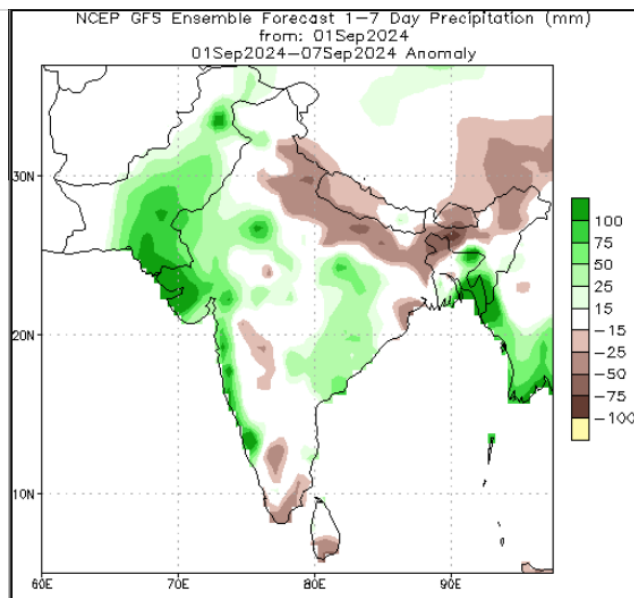 NCEP GFS Ensemble Forecast 1-7 Day Precipitation (mm)
from: 01Sep2024
01Sep2024-07Sep2024 Anomaly
30N
20N
10N
60E
70E
80E
90E
100
75
50
25
15
-15
-25
-50
-75
-100